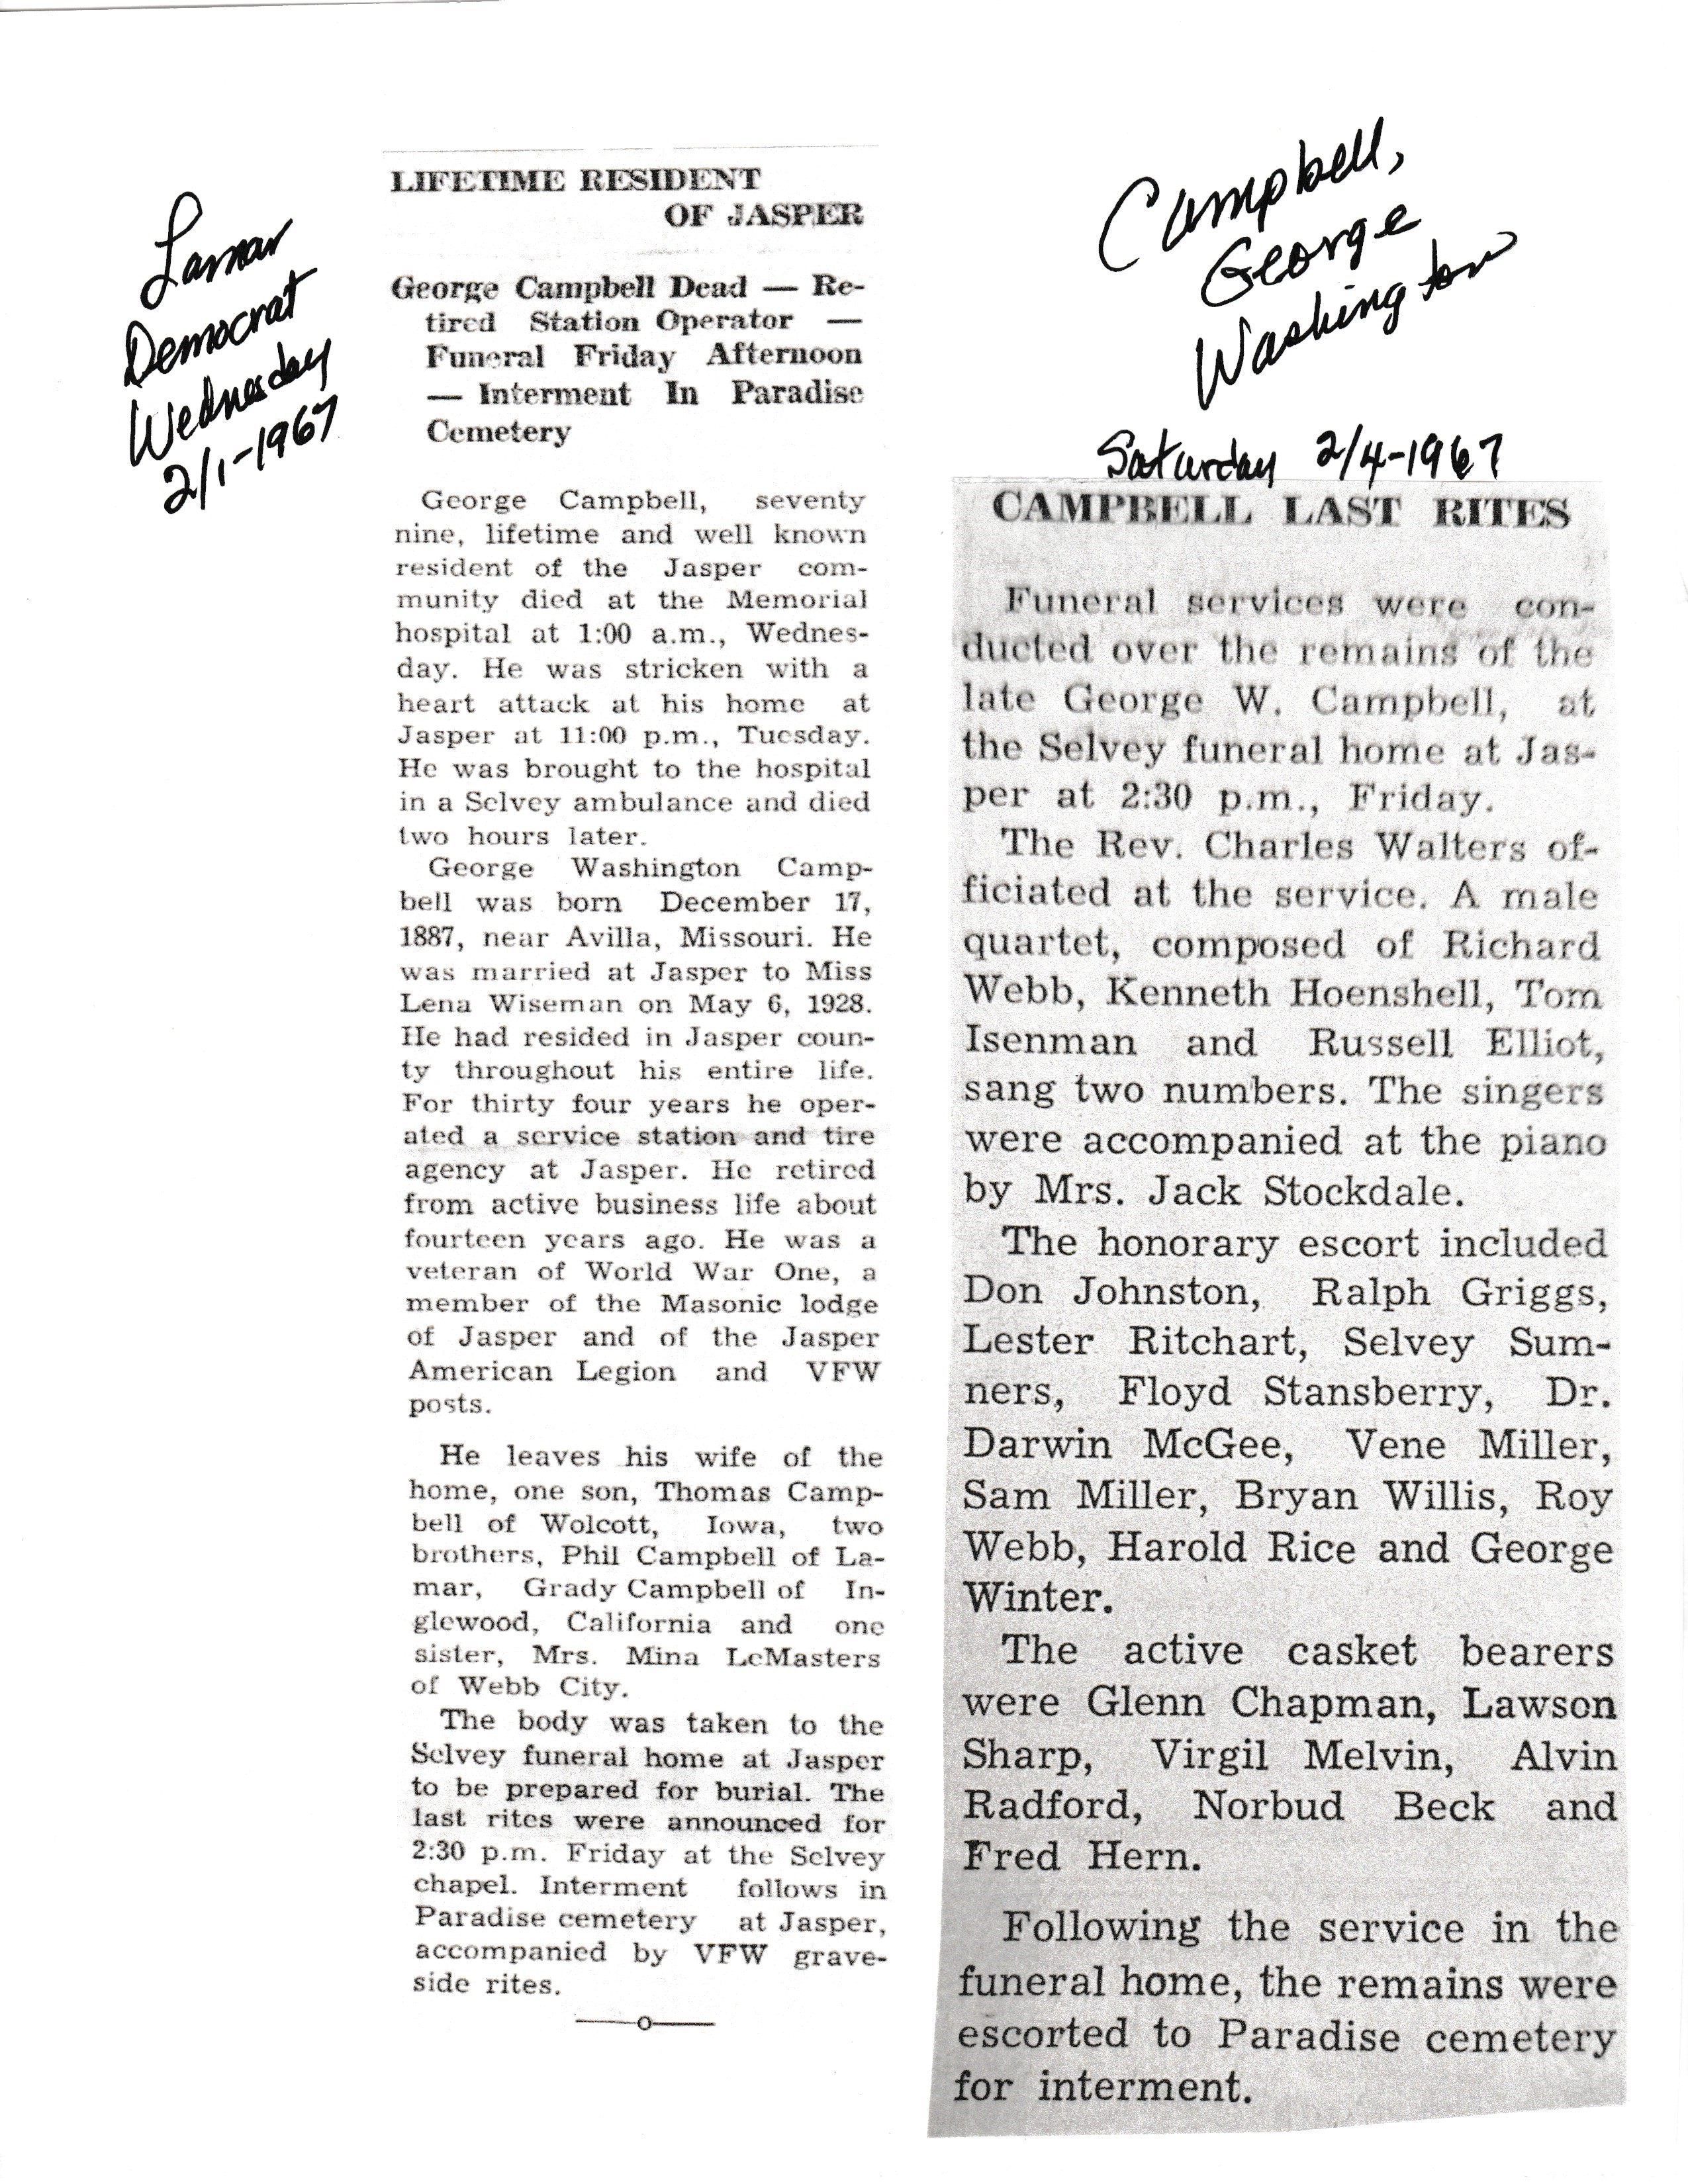 Lamar
Democrat
Wednesday
2/1-1967
LIFETIME RESIDENT
OF JASPER
George Campbell Dead — Re-
tired Station Operator —
Funeral Friday Afternoon
— Interment In Paradise
Cemetery
George Campbell, seventy
nine, lifetime and well known
resident of the Jasper com-
munity died at the Memorial
hospital at 1:00 a.m., Wednes-
day. He was stricken with a
heart attack at his home at
Jasper at 11:00 p.m., Tuesday.
He was brought to the hospital
in a Selvey ambulance and died
two hours later.
George Washington Camp-
bell was born December 17,
1887, near Avilla, Missouri. He
was married at Jasper to Miss
Lena Wiseman on May 6, 1928.
He had resided in Jasper coun-
ty throughout his entire life.
For thirty four years he oper-
ated a service station and tire
agency at Jasper. He retired
from active business life about
fourteen years ago. He was a
veteran of World War One, a
member of the Masonic lodge
of Jasper and of the Jasper
American Legion and VFW
posts.
He leaves his wife of the
home, one son, Thomas Camp-
bell of Wolcott, Iowa, two
brothers, Phil Campbell of La-
mar, Grady Campbell of In-
glewood, California and one
sister, Mrs. Mina LeMasters
of Webb City.
The body was taken to the
Selvey funeral home at Jasper
to be prepared for burial. The
last rites were announced for
2:30 p.m. Friday at the Selvey
chapel. Interment follows in
Paradise cemetery at Jasper,
accompanied by VFW grave-
side rites.
——o——
Campbell,
George
Washington
Saturday 2/4-1967
CAMPBELL LAST RITES
Funeral services were con-
ducted over the remains of the
late George W. Campbell, at
the Selvey funeral home at Jas-
per at 2:30 p.m., Friday.
The Rev. Charles Walters of-
ficiated at the service. A male
quartet, composed of Richard
Webb, Kenneth Hoenshell, Tom
Isenman and Russell Elliot,
sang two numbers. The singers
were accompanied at the piano
by Mrs. Jack Stockdale.
The honorary escort included
Don Johnston, Ralph Griggs,
Lester Ritchart, Selvey Sum-
ners, Floyd Stansberry, Dr.
Darwin McGee, Vene Miller,
Sam Miller, Bryan Willis, Roy
Webb, Harold Rice and George
Winter.
The active casket bearers
were Glenn Chapman, Lawson
Sharp, Virgil Melvin, Alvin
Radford, Norbud Beck and
Fred Hern.
Following the service in the
funeral home, the remains were
escorted to Paradise cemetery
for interment.